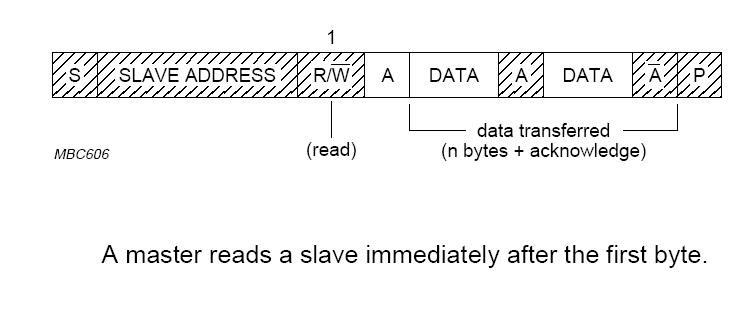 1
S SLAVE ADDRESS R/W̅ A DATA A DATA A̅ P
data transferred
(n bytes + acknowledge)
MBC606
(read)
A master reads a slave immediately after the first byte.